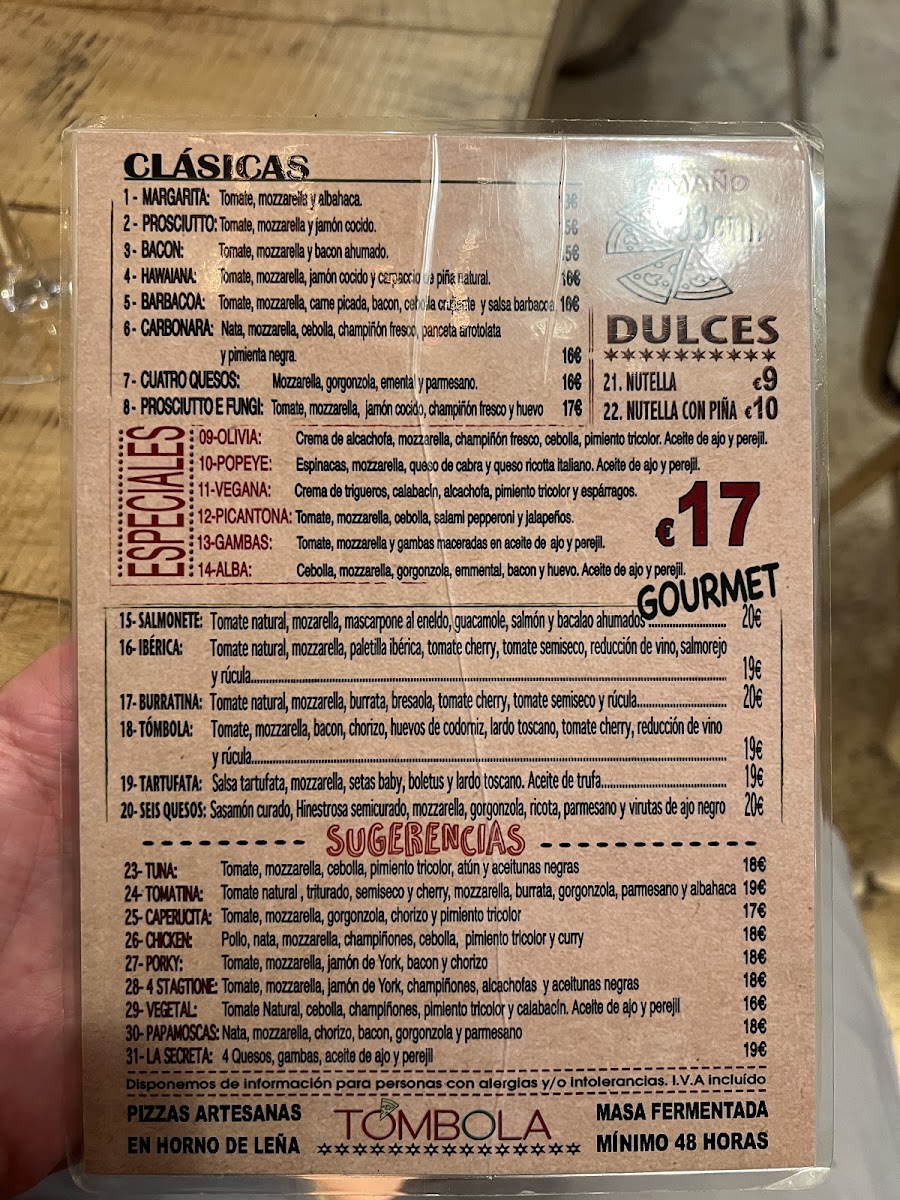 CLÁSICAS
1 - MARGARITA: Tomate, mozzarella y albahaca.
2 - PROSCIUTTO: Tomate, mozzarella y jamón cocido.
3 - BACON: Tomate, mozzarella y bacon ahumado.
4 - HAWAIANA: Tomate, mozzarella, jamón cocido y carpaccio de piña natural. 16€
5 - BARBACOA: Tomate, mozzarella, carne picada, bacon, cebolla crujiente y salsa barbacoa. 16€
6 - CARBONARA: Nata, mozzarella, cebolla, champiñón fresco, panceta arrotolata
y pimienta negra. 16€
7 - CUATRO QUESOS: Mozzarella, gorgonzola, emental y parmesano. 16€
8 - PROSCIUTTO E FUNGI: Tomate, mozzarella, jamón cocido, champiñón fresco y huevo 17€
DULCES
21. NUTELLA €9
22. NUTELLA CON PIÑA €10
ESPECIALES
09-OLIVIA: Crema de alcachofa, mozzarella, champiñón fresco, cebolla, pimiento tricolor. Aceite de ajo y perejil.
10-POPEYE: Espinacas, mozzarella, queso de cabra y queso ricotta italiano. Aceite de ajo y perejil.
11-VEGANA: Crema de trigueros, calabacín, alcachofa, pimiento tricolor y espárragos.
12-PICANTONA: Tomate, mozzarella, cebolla, salami pepperoni y jalapeños.
13-GAMBAS: Tomate, mozzarella y gambas maceradas en aceite de ajo y perejil.
14-ALBA: Cebolla, mozzarella, gorgonzola, emmental, bacon y huevo. Aceite de ajo y perejil.
€17
GOURMET
15- SALMONETE: Tomate natural, mozarella, mascarpone al eneldo, guacamole, salmón y bacalao ahumados 20€
16- IBÉRICA: Tomate natural, mozzarella, paletilla ibérica, tomate cherry, tomate semiseco, reducción de vino, salmorejo
y rúcula 19€
17- BURRATINA: Tomate natural, mozzarella, burrata, bresaola, tomate cherry, tomate semiseco y rúcula 20€
18- TÓMBOLA: Tomate, mozzarella, bacon, chorizo, huevos de codorniz, lardo toscano, tomate cherry, reducción de vino
y rúcula 19€
19- TARTUFATA: Salsa tartufata, mozzarella, setas baby, boletus y lardo toscano. Aceite de trufa 19€
20- SEIS QUESOS: Sasamón curado, Hinestrosa semicurado, mozzarella, gorgonzola, ricota, parmesano y virutas de ajo negro 20€
SUGERENCIAS
23- TUNA: Tomate, mozzarella, cebolla, pimiento tricolor, atún y aceitunas negras 18€
24- TOMATINA: Tomate natural , triturado, semiseco y cherry, mozzarella, burrata, gorgonzola, parmesano y albahaca 19€
25- CAPERUCITA: Tomate, mozzarella, gorgonzola, chorizo y pimiento tricolor 17€
26- CHICKEN: Pollo, nata, mozzarella, champiñones, cebolla, pimiento tricolor y curry 18€
27- PORKY: Tomate, mozzarella, jamón de York, bacon y chorizo 18€
28- 4 STAGTIONE: Tomate, mozzarella, jamón de York, champiñones, alcachofas y aceitunas negras 18€
29- VEGETAL: Tomate Natural, cebolla, champiñones, pimiento tricolor y calabacín. Aceite de ajo y perejil 16€
30- PAPAMOSCAS: Nata, mozzarella, chorizo, bacon, gorgonzola y parmesano 18€
31- LA SECRETA: 4 Quesos, gambas, aceite de ajo y perejil 19€
Disponemos de información para personas con alergias y/o intolerancias. I.V.A incluído
PIZZAS ARTESANAS
EN HORNO DE LEÑA
TÓMBOLA
MASA FERMENTADA
MÍNIMO 48 HORAS